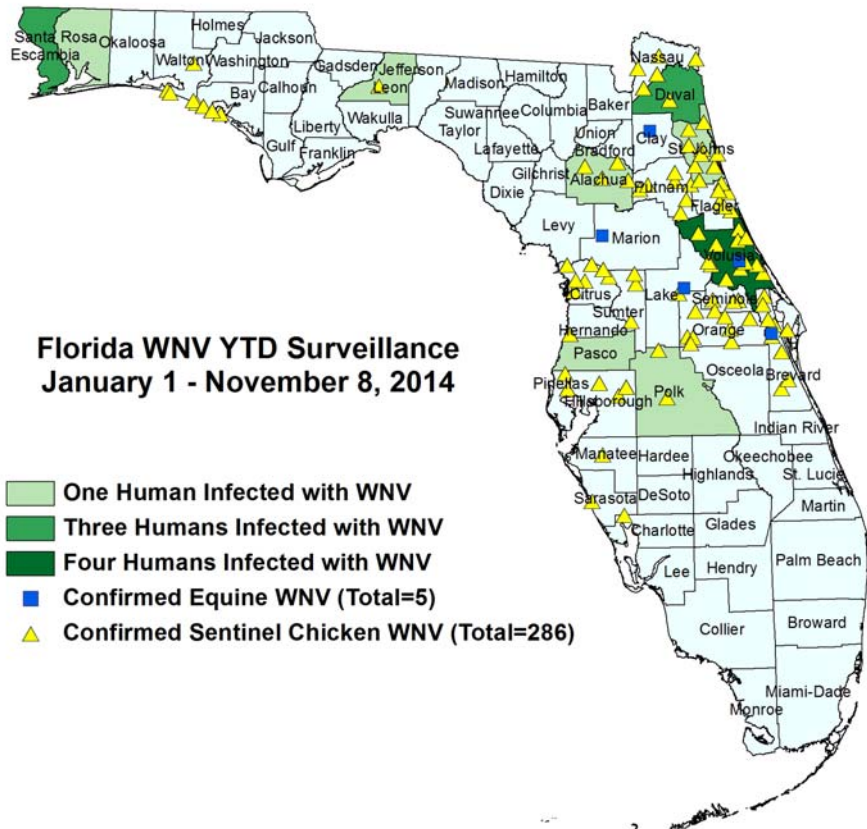 Holmes
Jackson
Santa Rosa
Okaloosa
Escambia
Walton
Washington
Gadsden
Jefferson
Hamilton
Nassau
Madison
Bay
Calhoun
Leon
Duval
Suwannee
Columbia
Baker
Liberty
Wakulla
Taylor
Union
Clay
Bradford
St. Johns
Gulf
Franklin
Lafayette
Gilchrist
Alachua
Putnam
Dixie
Flagler
Levy
Marion
Volusia
Citrus
Lake
Seminole
Sumter
Hernando
Orange
Florida WNV YTD Surveillance
January 1 - November 8, 2014
Pasco
Osceola
Brevard
Pinellas
Hillsborough
Polk
Indian River
Manatee
Hardee
Okeechobee
Highlands
St. Lucie
Sarasota
DeSoto
Martin
Charlotte
Glades
Lee
Hendry
Palm Beach
Collier
Broward
Miami-Dade
Monroe
One Human Infected with WNV
Three Humans Infected with WNV
Four Humans Infected with WNV
Confirmed Equine WNV (Total=5)
Confirmed Sentinel Chicken WNV (Total=286)